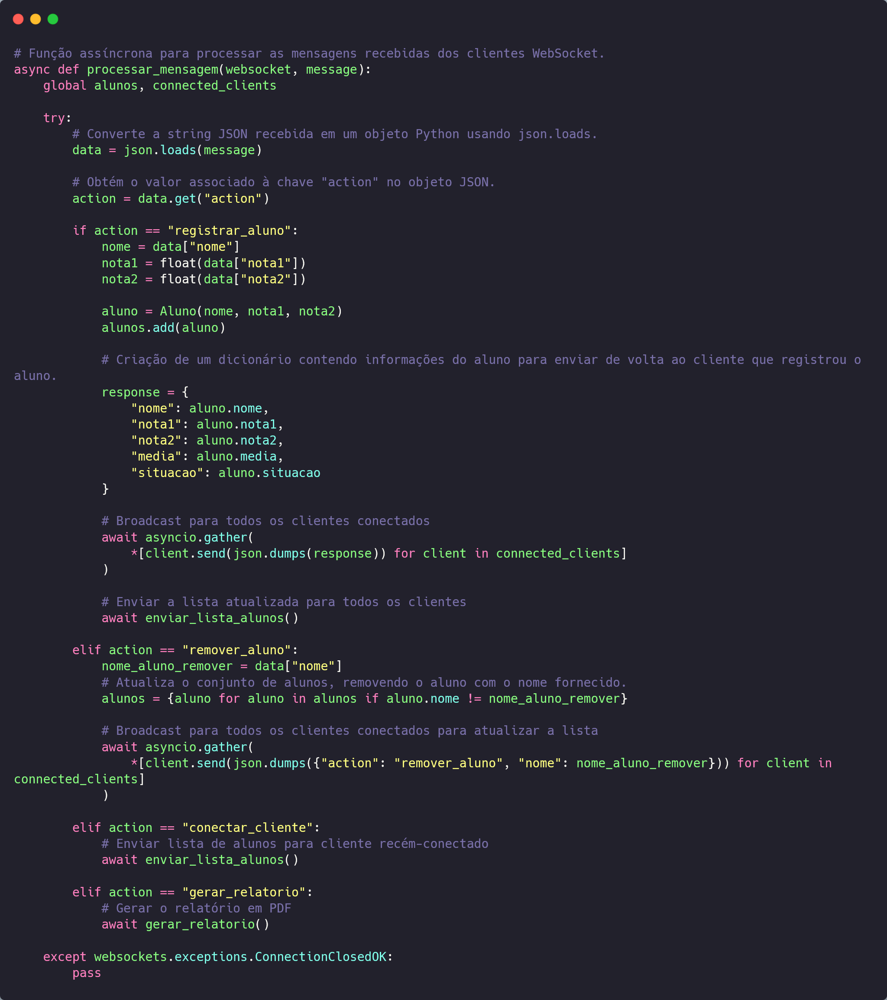 # Função assíncrona para processar as mensagens recebidas dos clientes WebSocket.
async def processar_mensagem(websocket, message):
    global alunos, connected_clients

    try:
        # Converte a string JSON recebida em um objeto Python usando json.loads.
        data = json.loads(message)

        # Obtém o valor associado à chave "action" no objeto JSON.
        action = data.get("action")

        if action == "registrar_aluno":
            nome = data["nome"]
            nota1 = float(data["nota1"])
            nota2 = float(data["nota2"])

            aluno = Aluno(nome, nota1, nota2)
            alunos.add(aluno)

            # Criação de um dicionário contendo informações do aluno para enviar de volta ao cliente que registrou o
aluno.
            response = {
                "nome": aluno.nome,
                "nota1": aluno.nota1,
                "nota2": aluno.nota2,
                "media": aluno.media,
                "situacao": aluno.situacao
            }

            # Broadcast para todos os clientes conectados
            await asyncio.gather(
                *[client.send(json.dumps(response)) for client in connected_clients]
            )

            # Enviar a lista atualizada para todos os clientes
            await enviar_lista_alunos()

        elif action == "remover_aluno":
            nome_aluno_remover = data["nome"]
            # Atualiza o conjunto de alunos, removendo o aluno com o nome fornecido.
            alunos = {aluno for aluno in alunos if aluno.nome != nome_aluno_remover}

            # Broadcast para todos os clientes conectados para atualizar a lista
            await asyncio.gather(
                *[client.send(json.dumps({"action": "remover_aluno", "nome": nome_aluno_remover})) for client in
connected_clients]
            )

        elif action == "conectar_cliente":
            # Enviar lista de alunos para cliente recém-conectado
            await enviar_lista_alunos()

        elif action == "gerar_relatorio":
            # Gerar o relatório em PDF
            await gerar_relatorio()

    except websockets.exceptions.ConnectionClosedOK:
        pass